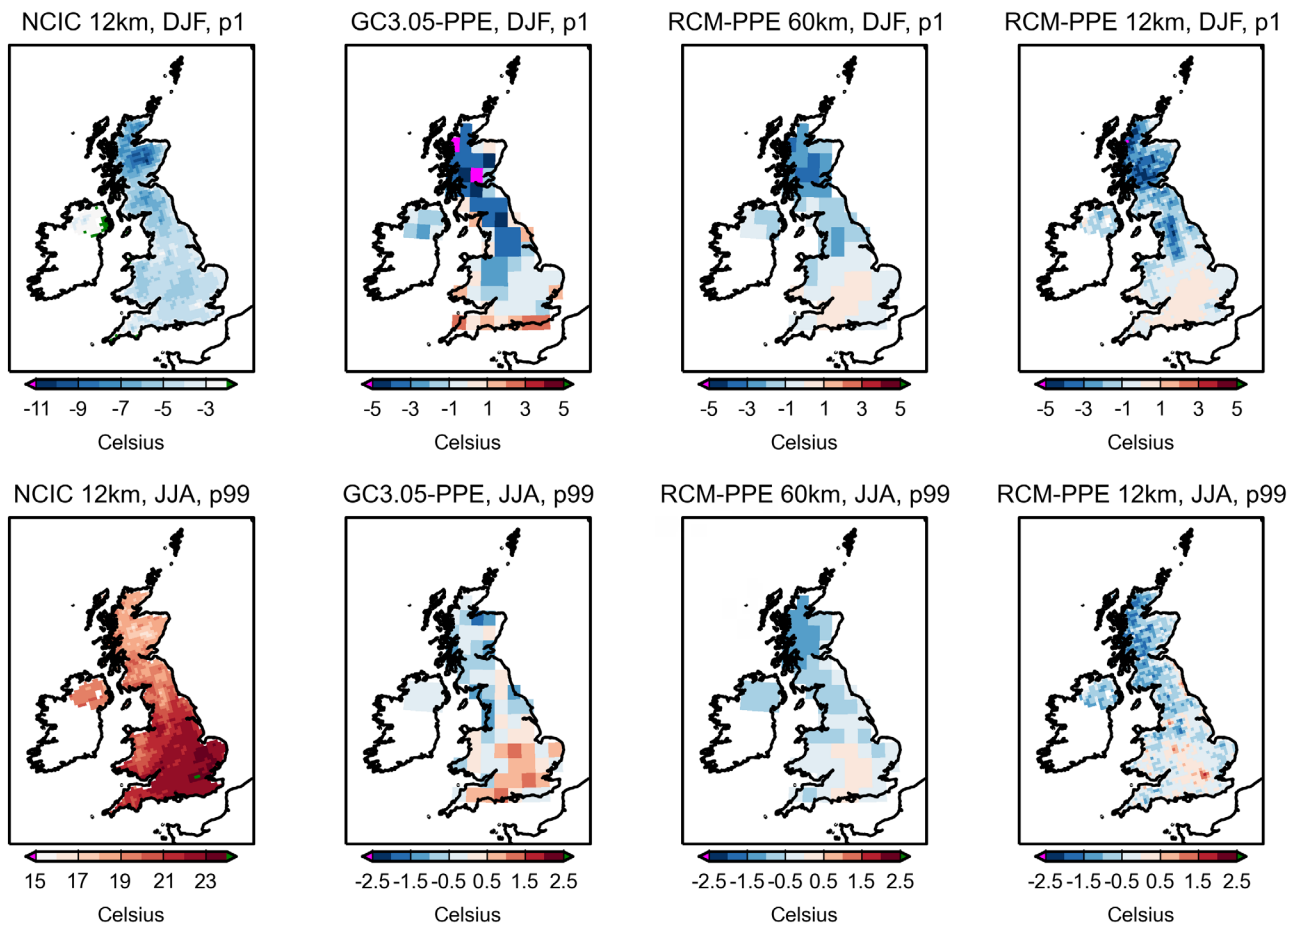 NCIC 12km, DJF, p1
GC3.05-PPE, DJF, p1
RCM-PPE 60km, DJF, p1
RCM-PPE 12km, DJF, p1
-11 -9 -7 -5 -3
-5 -3 -1 1 3 5
-5 -3 -1 1 3 5
-5 -3 -1 1 3 5
Celsius
Celsius
Celsius
Celsius
NCIC 12km, JJA, p99
GC3.05-PPE, JJA, p99
RCM-PPE 60km, JJA, p99
RCM-PPE 12km, JJA, p99
15 17 19 21 23
-2.5 -1.5 -0.5 0.5 1.5 2.5
-2.5 -1.5 -0.5 0.5 1.5 2.5
-2.5 -1.5 -0.5 0.5 1.5 2.5
Celsius
Celsius
Celsius
Celsius